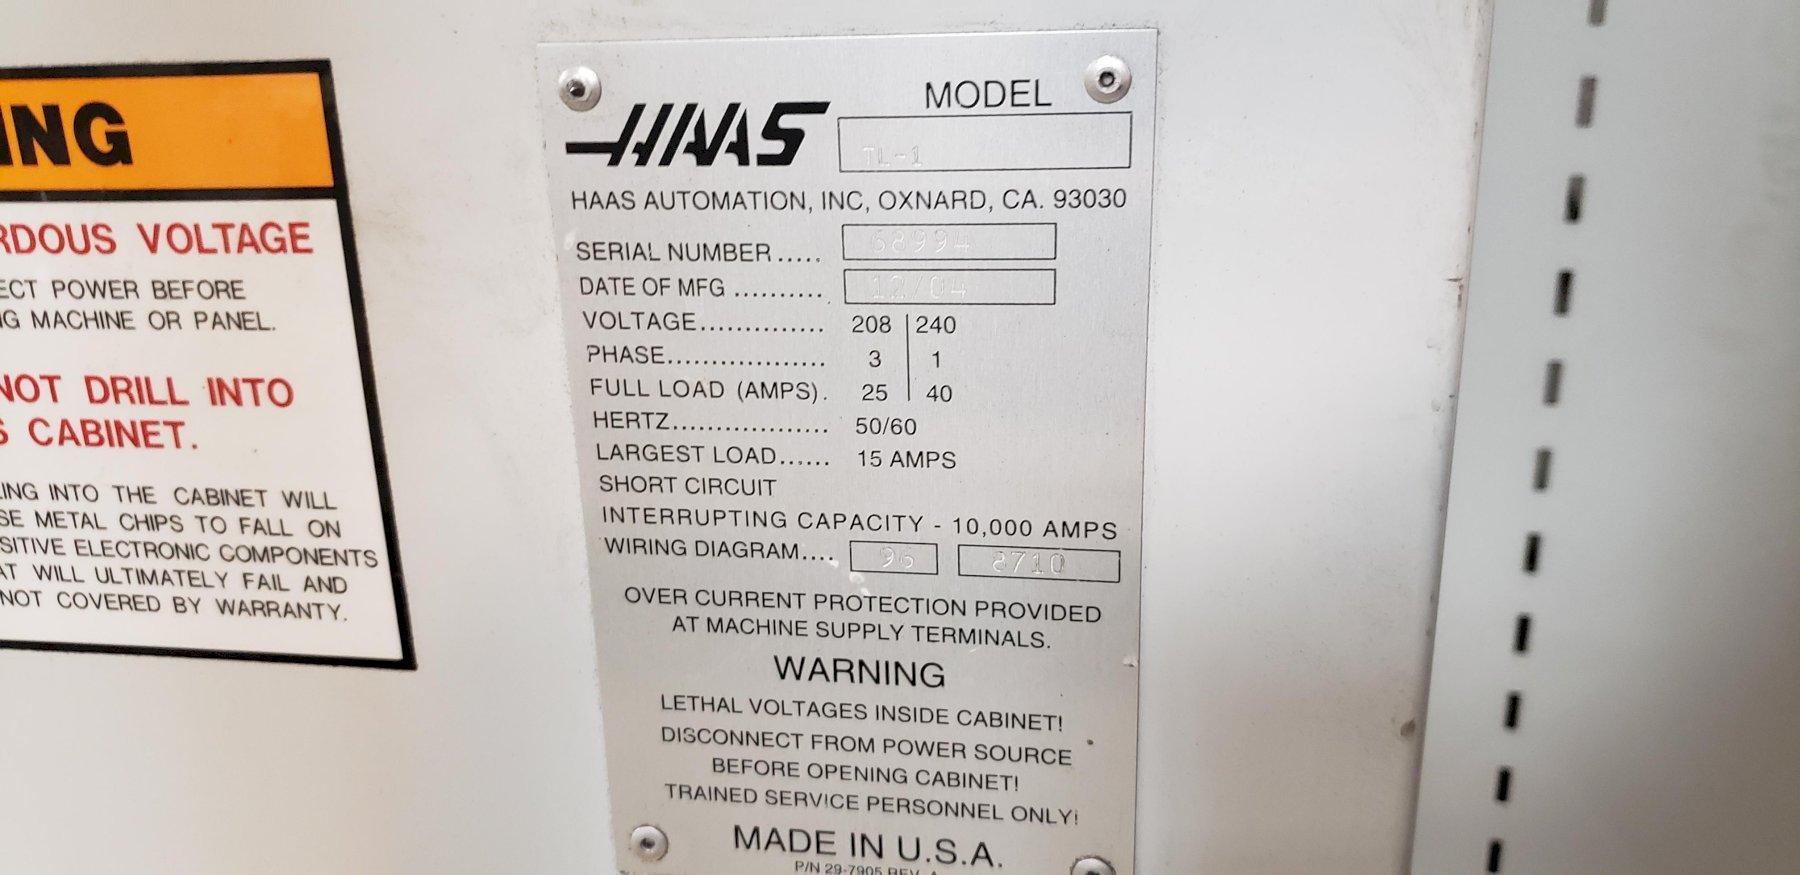 ING
RDOUS VOLTAGE
ECT POWER BEFORE
G MACHINE OR PANEL.
NOT DRILL INTO
S CABINET.
ING INTO THE CABINET WILL
SE METAL CHIPS TO FALL ON
SITIVE ELECTRONIC COMPONENTS
AT WILL ULTIMATELY FAIL AND
NOT COVERED BY WARRANTY.
HAAS
MODEL
TL-1
HAAS AUTOMATION, INC, OXNARD, CA. 93030
SERIAL NUMBER ..... 68994
DATE OF MFG .......... 12/04
VOLTAGE.............. 208 | 240
PHASE.................. 3 | 1
FULL LOAD (AMPS). 25 | 40
HERTZ.................. 50/60
LARGEST LOAD...... 15 AMPS
SHORT CIRCUIT
INTERRUPTING CAPACITY - 10,000 AMPS
WIRING DIAGRAM.... 96 8710
OVER CURRENT PROTECTION PROVIDED
AT MACHINE SUPPLY TERMINALS.
WARNING
LETHAL VOLTAGES INSIDE CABINET!
DISCONNECT FROM POWER SOURCE
BEFORE OPENING CABINET!
TRAINED SERVICE PERSONNEL ONLY!
MADE IN U.S.A.
P/N 29-7905 REV. A